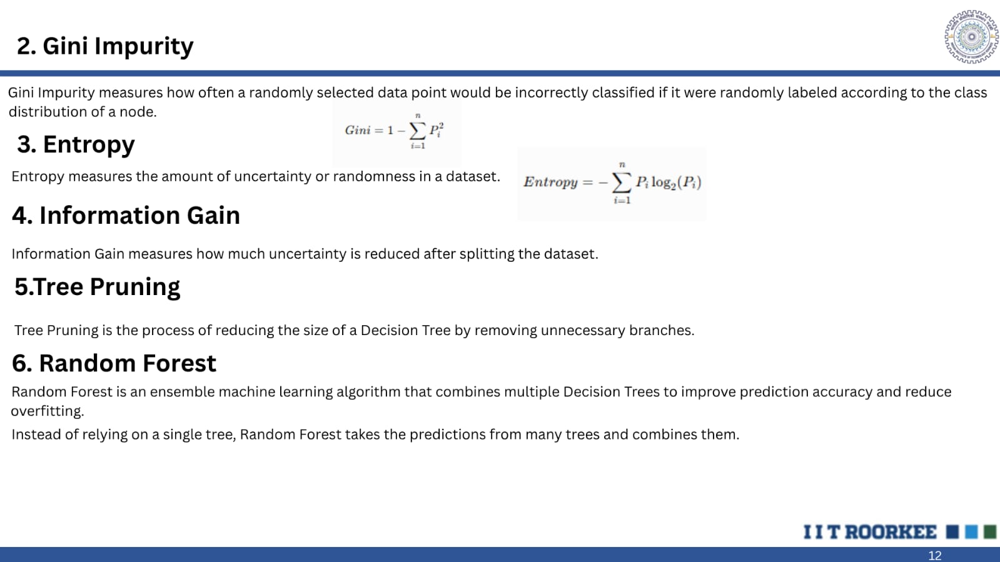 2. Gini Impurity
Gini Impurity measures how often a randomly selected data point would be incorrectly classified if it were randomly labeled according to the class
distribution of a node.
Gini = 1 − ∑_{i=1}^{n} P_i^2
3. Entropy
Entropy measures the amount of uncertainty or randomness in a dataset.
Entropy = − ∑_{i=1}^{n} P_i log_2(P_i)
4. Information Gain
Information Gain measures how much uncertainty is reduced after splitting the dataset.
5.Tree Pruning
Tree Pruning is the process of reducing the size of a Decision Tree by removing unnecessary branches.
6. Random Forest
Random Forest is an ensemble machine learning algorithm that combines multiple Decision Trees to improve prediction accuracy and reduce
overfitting.
Instead of relying on a single tree, Random Forest takes the predictions from many trees and combines them.
I I T ROORKEE
12